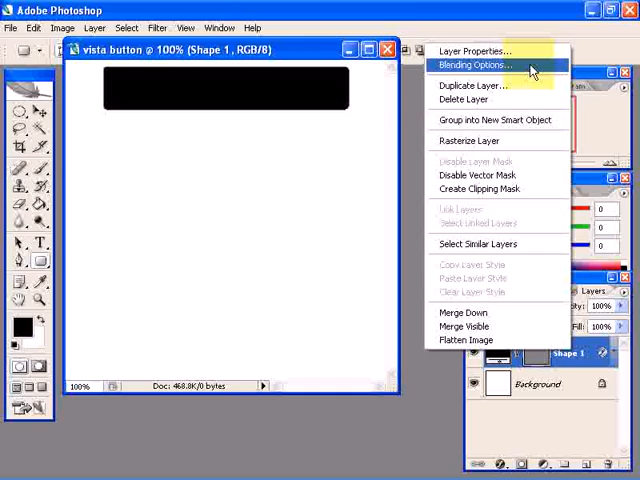 Adobe Photoshop
File Edit Image Layer Select Filter View Window Help
vista button @ 100% (Shape 1, RGB/8)
Layer Properties...
Blending Options...
Duplicate Layer...
Delete Layer
Group into New Smart Object
Rasterize Layer
Disable Layer Mask
Disable Vector Mask
Create Clipping Mask
Link Layers
Select Linked Layers
Select Similar Layers
Copy Layer Style
Paste Layer Style
Clear Layer Style
Merge Down
Merge Visible
Flatten Image
0
0
0
Layers
100%
Fill: 100%
Shape 1
Background
100%
Doc: 468.8K/0 bytes